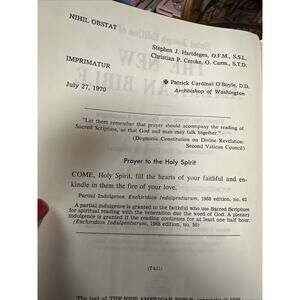 NIHIL OBSTAT
Stephen J. Hartdegen, O.F.M., S.S.L.
Christian P. Ceroke, O. Carm., S.T.D.
IMPRIMATUR
✠ Patrick Cardinal O'Boyle, D.D.
Archbishop of Washington
July 27, 1970
"Let them remember that prayer should accompany the reading of
Sacred Scripture, so that God and man may talk together".
(Dogmatic Constitution on Divine Revelation:
Second Vatican Council)
Prayer to the Holy Spirit
COME, Holy Spirit, fill the hearts of your faithful and en-
kindle in them the fire of your love.
Partial Indulgence. Enchiridion Indulgentiarum, 1968 edition, no. 62
A partial indulgence is granted to the faithful who use Sacred Scripture
for spiritual reading with the veneration due the word of God. A plenary
indulgence is granted if the reading continues for at least one half hour.
(Enchiridion Indulgentiarum, 1968 edition, no. 50)
(T-611)
The text of THE NEW AMERICAN BIBLE